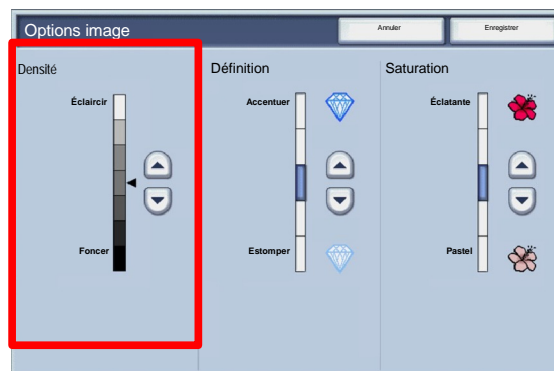 Options image
Annuler
Enregistrer
Densité
Définition
Saturation
Éclaircir
Accentuer
Éclatante
Foncer
Estomper
Pastel